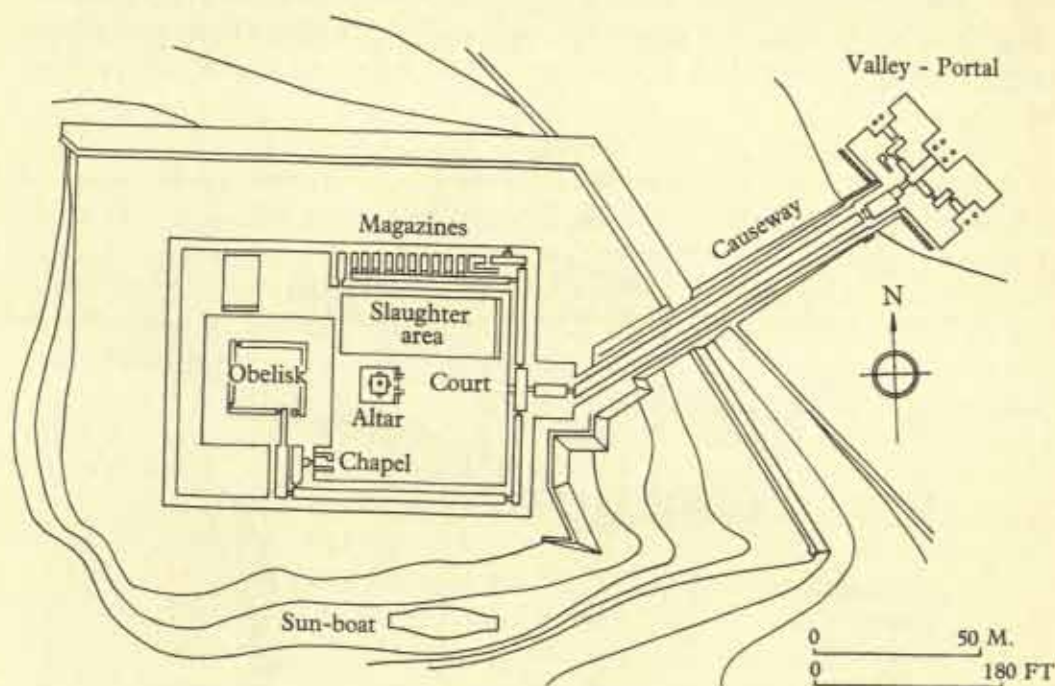 Valley - Portal
Causeway
Magazines
N
Slaughter
area
Obelisk
Court
Altar
Chapel
Sun-boat
0 50 M.
0 180 FT